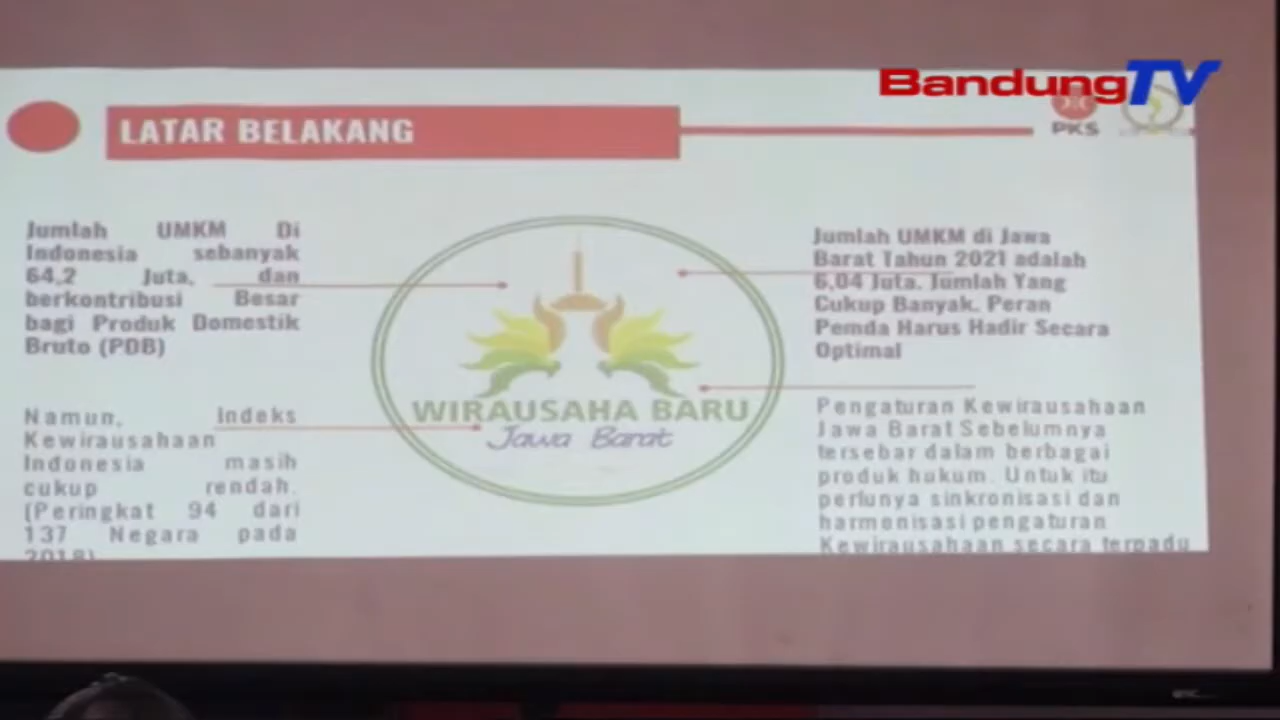 BandungTV
PKS
LATAR BELAKANG
Jumlah UMKM Di
Indonesia sebanyak
64,2 Juta, dan
berkontribusi Besar
bagi Produk Domestik
Bruto (PDB)
Namun, Indeks
Kewirausahaan
Indonesia masih
cukup rendah.
(Peringkat 94 dari
137 Negara pada
2018)
WIRAUSAHA BARU
Jawa Barat
Jumlah UMKM di Jawa
Barat Tahun 2021 adalah
6,04 Juta. Jumlah Yang
Cukup Banyak. Peran
Pemda Harus Hadir Secara
Optimal
Pengaturan Kewirausahaan
Jawa Barat Sebelumnya
tersebar dalam berbagai
produk hukum. Untuk itu
perlunya sinkronisasi dan
harmonisasi pengaturan
Kewirausahaan secara terpadu